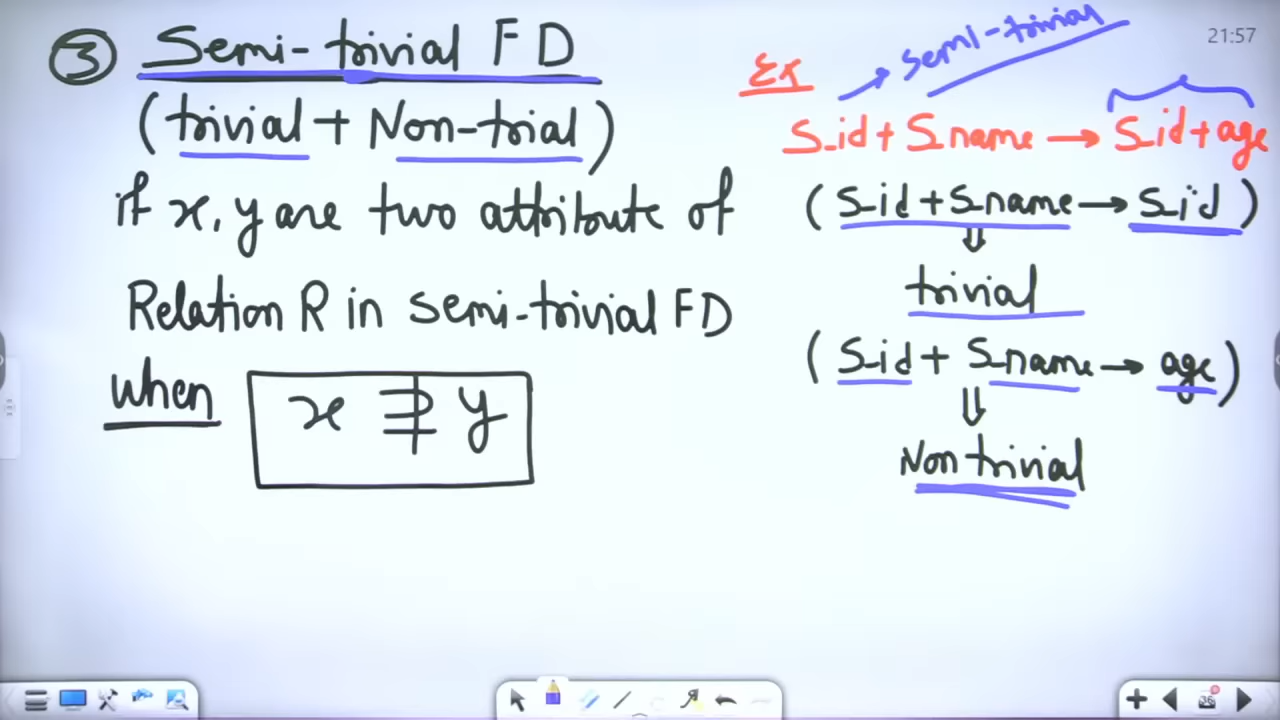 ③ Semi-trivial FD
(trivial + Non-trial)
if x, y are two attribute of
Relation R in semi-trivial FD
when x ⊉ y
21:57
Semi-trivial
Ex
S_id + S_name → S_id + age
(S_id + S_name → S_id)
⇓
trivial
(S_id + S_name → age)
⇓
Non trivial
36